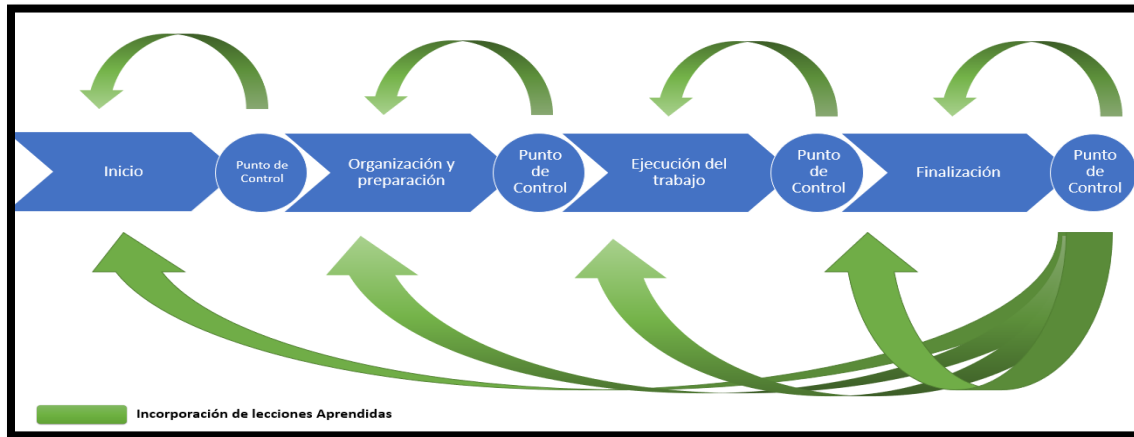 Inicio
Punto de
Control
Organización y
preparación
Punto
de
Control
Ejecución del
trabajo
Punto
de
Control
Finalización
Punto
de
Control
Incorporación de lecciones Aprendidas